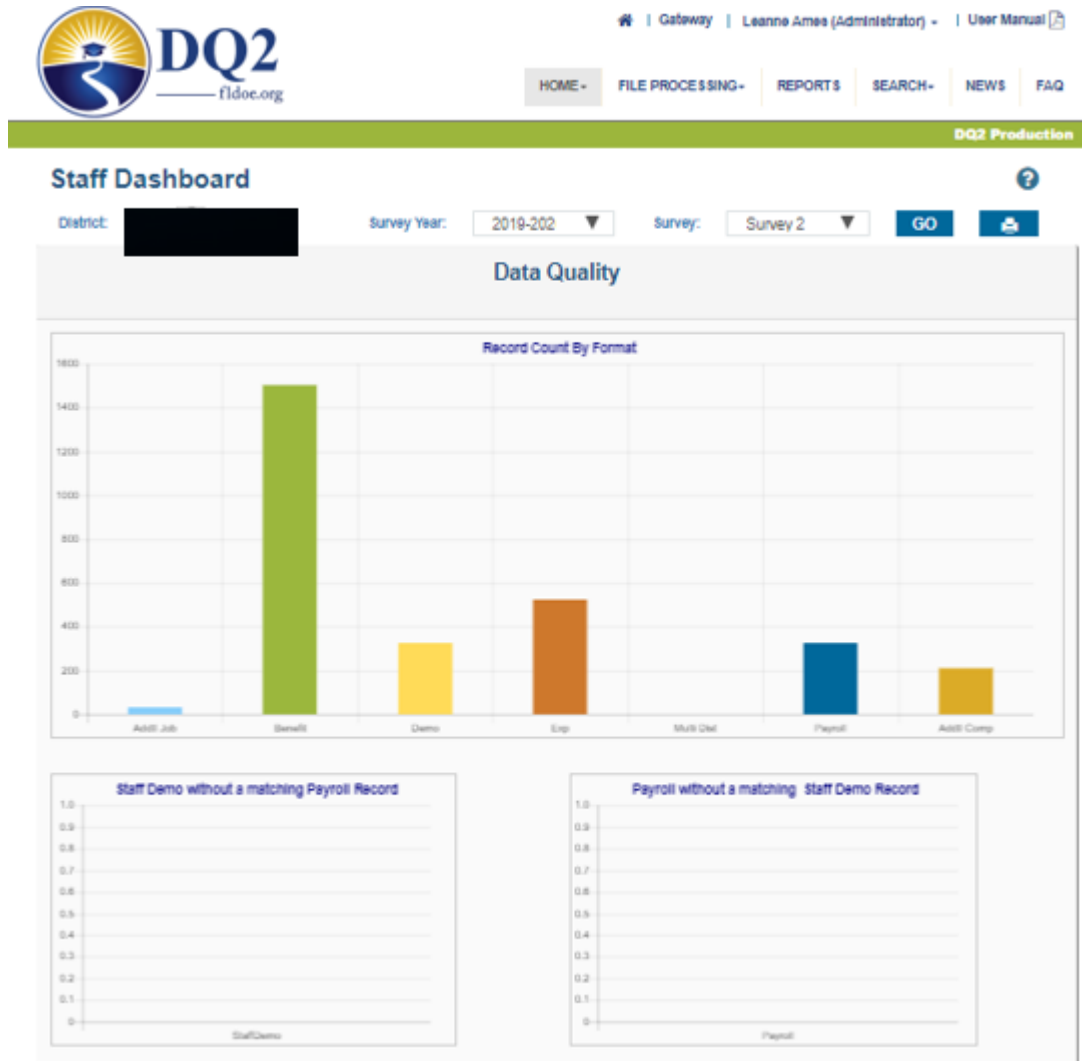 | Gateway | Leanne Ames (Administrator) | User Manual
DQ2
fldoe.org
HOME FILE PROCESSING REPORTS SEARCH NEWS FAQ
DQ2 Production
Staff Dashboard ?
District: Survey Year: 2019-202 Survey: Survey 2 GO
Data Quality
Record Count By Format
1600
1400
1200
1000
800
600
400
200
0
Addtl Job Benefit Demo Exp Multi Dist Payroll Addtl Comp
Staff Demo without a matching Payroll Record
1.0
0.9
0.8
0.7
0.6
0.5
0.4
0.3
0.2
0.1
0
StaffDemo
Payroll without a matching Staff Demo Record
1.0
0.9
0.8
0.7
0.6
0.5
0.4
0.3
0.2
0.1
0
Payroll